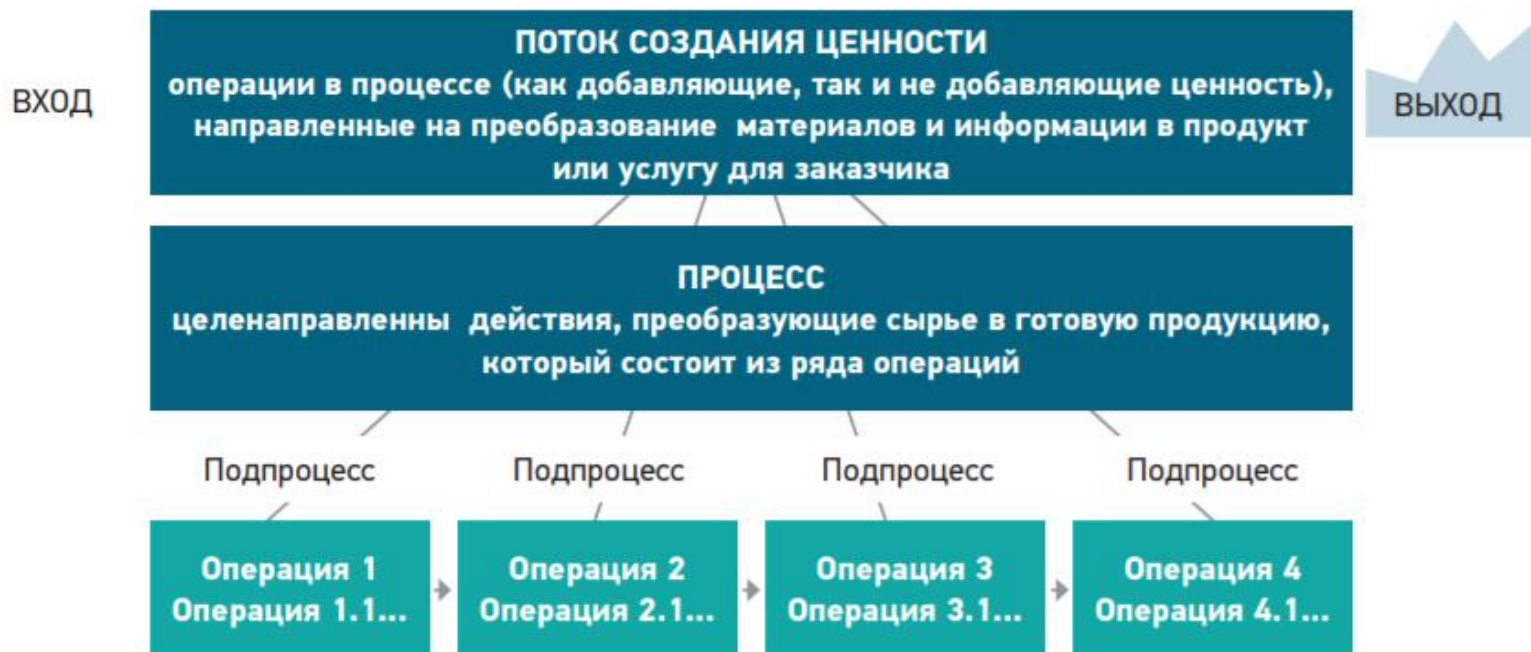 ПОТОК СОЗДАНИЯ ЦЕННОСТИ
операции в процессе (как добавляющие, так и не добавляющие ценность),
направленные на преобразование материалов и информации в продукт
или услугу для заказчика
ВХОД
ВЫХОД
ПРОЦЕСС
целенаправленны действия, преобразующие сырье в готовую продукцию,
который состоит из ряда операций
Подпроцесс
Подпроцесс
Подпроцесс
Подпроцесс
Операция 1
Операция 1.1...
Операция 2
Операция 2.1...
Операция 3
Операция 3.1...
Операция 4
Операция 4.1...